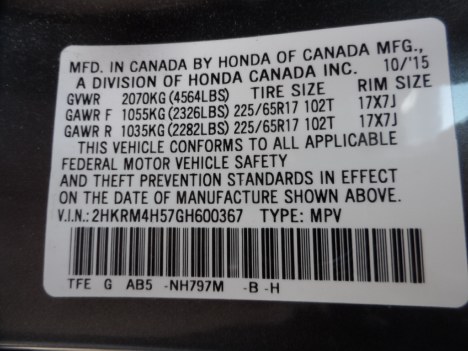 MFD. IN CANADA BY HONDA OF CANADA MFG.,
A DIVISION OF HONDA CANADA INC. 10/'15
GVWR 2070KG (4564LBS) TIRE SIZE RIM SIZE
GAWR F 1055KG (2326LBS) 225/65R17 102T 17X7J
GAWR R 1035KG (2282LBS) 225/65R17 102T 17X7J
THIS VEHICLE CONFORMS TO ALL APPLICABLE
FEDERAL MOTOR VEHICLE SAFETY
AND THEFT PREVENTION STANDARDS IN EFFECT
ON THE DATE OF MANUFACTURE SHOWN ABOVE.
V.I.N.: 2HKRM4H57GH600367 TYPE: MPV
TFE G AB5 -NH797M -B -H